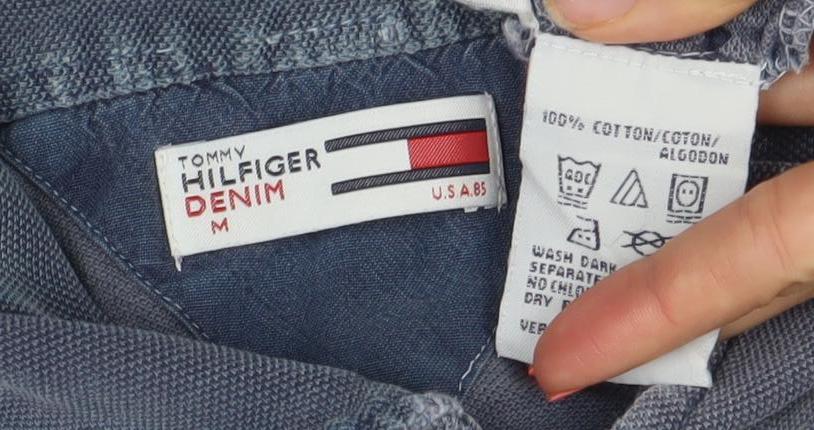 TOMMY
HILFIGER
DENIM
M
U.S.A.85
100% COTTON/COTON/
ALGODON
40C
WASH DARK
SEPARATE
NO CHLO
DRY
VER